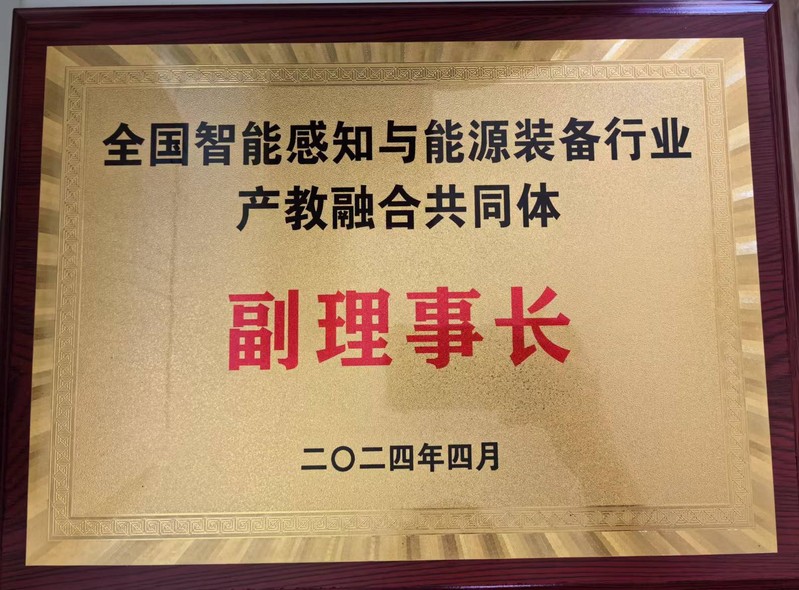 全国智能感知与能源装备行业
产教融合共同体
副理事长
二〇二四年四月